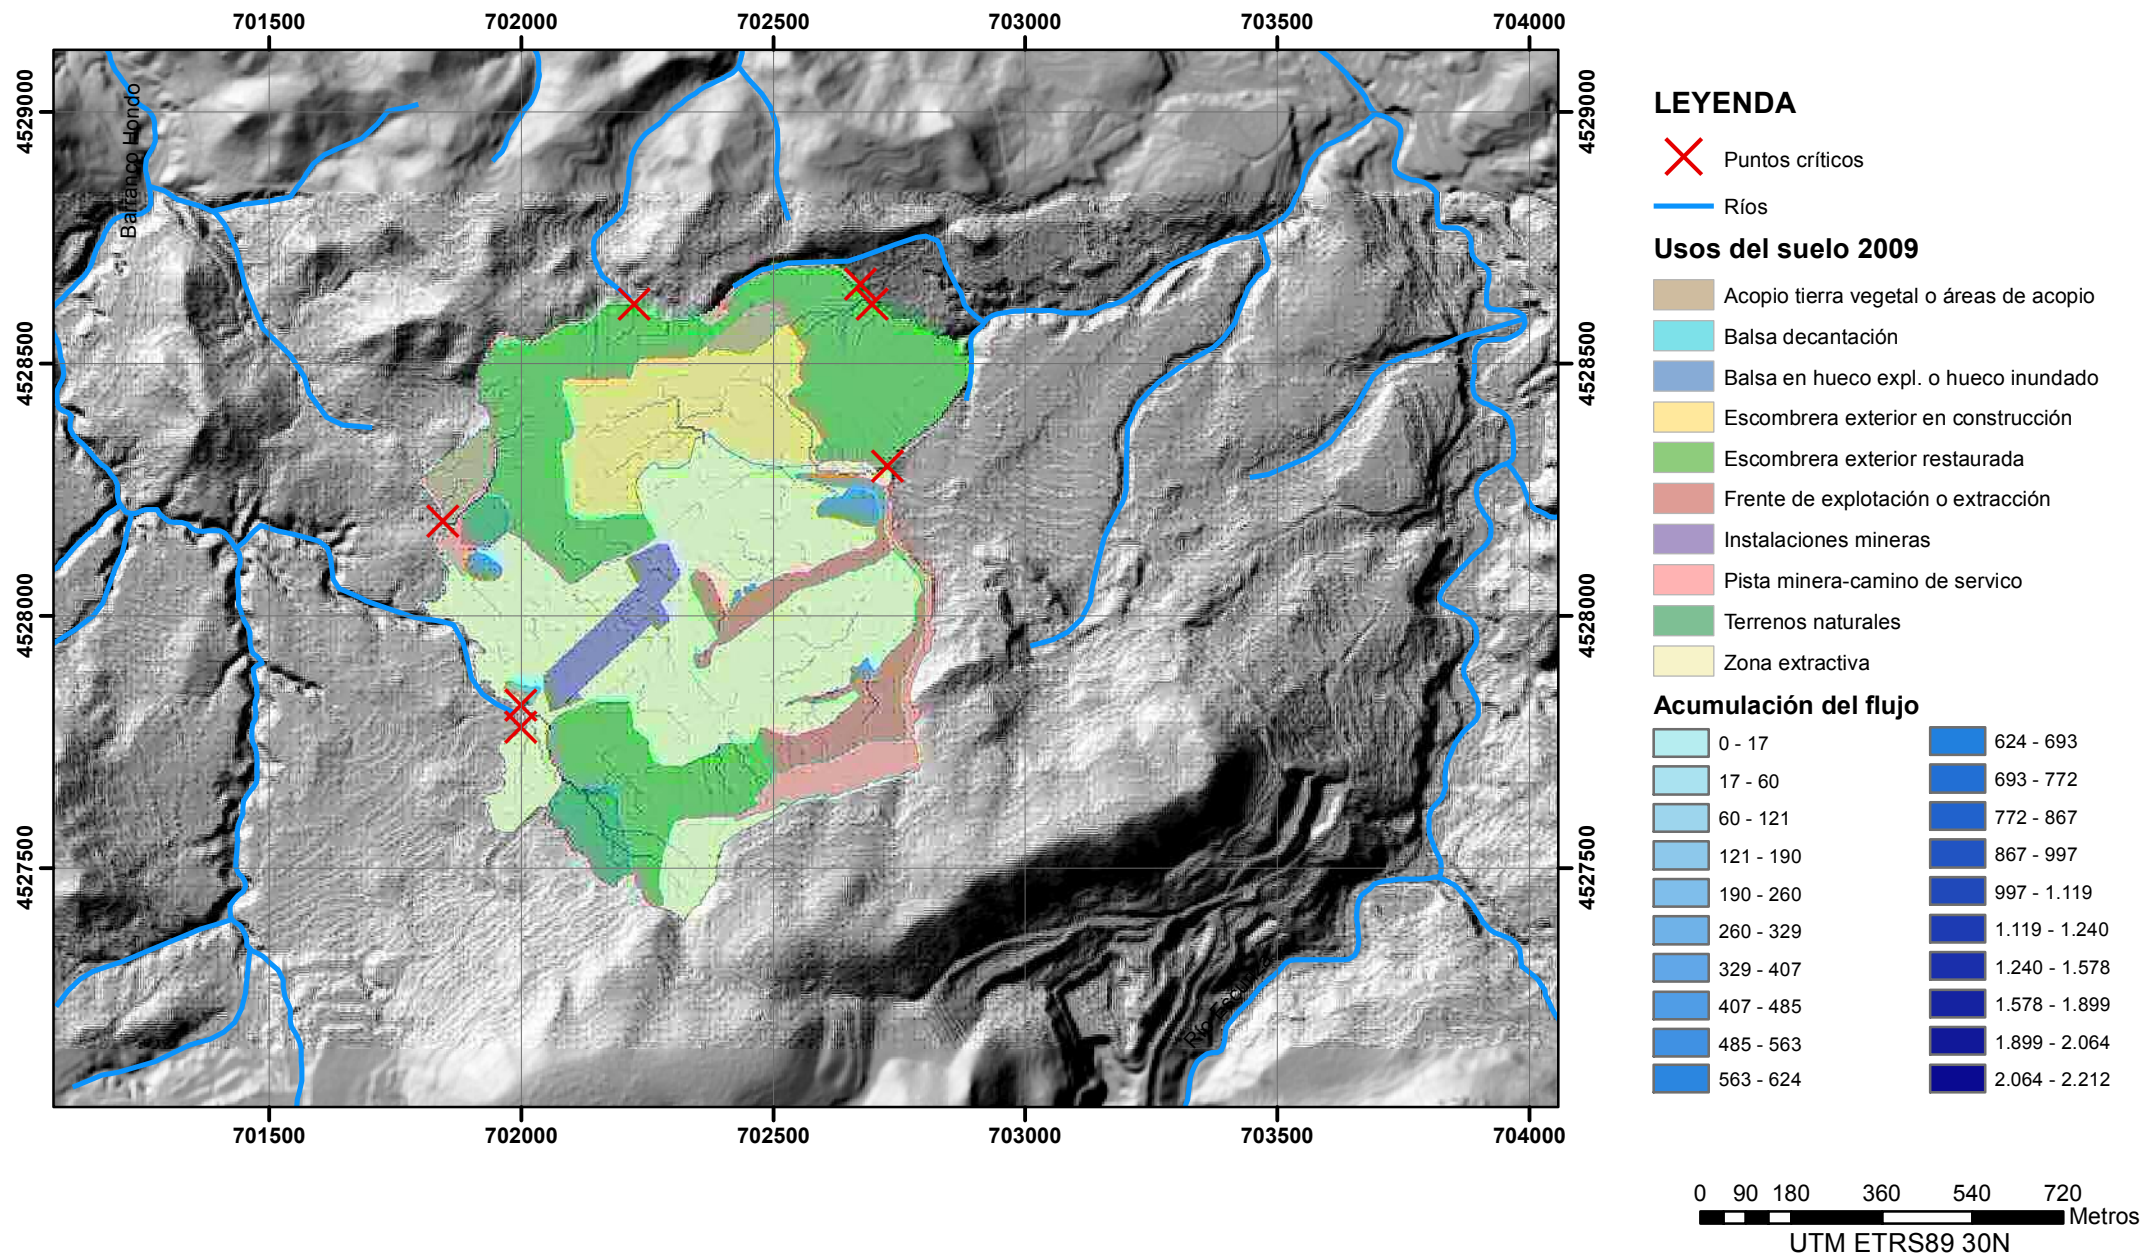 701500 702000 702500 703000 703500 704000
4529000
4528500
4528000
4527500
Barranco Hondo
Río Escuriza
4529000
4528500
4528000
4527500
701500 702000 702500 703000 703500 704000
LEYENDA
Puntos críticos
Ríos
Usos del suelo 2009
Acopio tierra vegetal o áreas de acopio
Balsa decantación
Balsa en hueco expl. o hueco inundado
Escombrera exterior en construcción
Escombrera exterior restaurada
Frente de explotación o extracción
Instalaciones mineras
Pista minera-camino de servico
Terrenos naturales
Zona extractiva
Acumulación del flujo
0 - 17
17 - 60
60 - 121
121 - 190
190 - 260
260 - 329
329 - 407
407 - 485
485 - 563
563 - 624
624 - 693
693 - 772
772 - 867
867 - 997
997 - 1.119
1.119 - 1.240
1.240 - 1.578
1.578 - 1.899
1.899 - 2.064
2.064 - 2.212
0 90 180 360 540 720
Metros
UTM ETRS89 30N